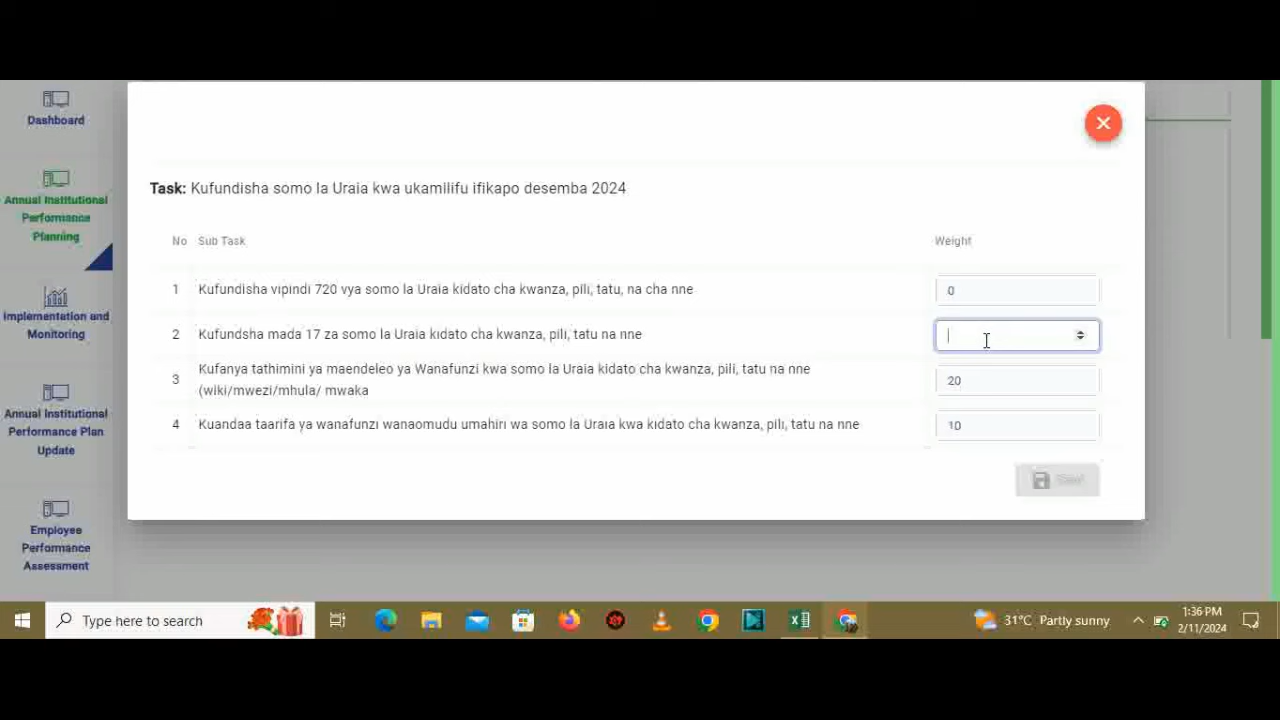 Dashboard
Annual Institutional
Performance
Planning
Implementation and
Monitoring
Annual Institutional
Performance Plan
Update
Employee
Performance
Assessment
Task: Kufundisha somo la Uraia kwa ukamilifu ifikapo desemba 2024
No Sub Task Weight
1 Kufundisha vipindi 720 vya somo la Uraia kidato cha kwanza, pili, tatu, na cha nne 0
2 Kufundsha mada 17 za somo la Uraia kidato cha kwanza, pili, tatu na nne
3 Kufanya tathimini ya maendeleo ya Wanafunzi kwa somo la Uraia kidato cha kwanza, pili, tatu na nne 20
(wiki/mwezi/mhula/ mwaka
4 Kuandaa taarifa ya wanafunzi wanaomudu umahiri wa somo la Uraia kwa kidato cha kwanza, pili, tatu na nne 10
Type here to search
31°C Partly sunny
1:36 PM
2/11/2024